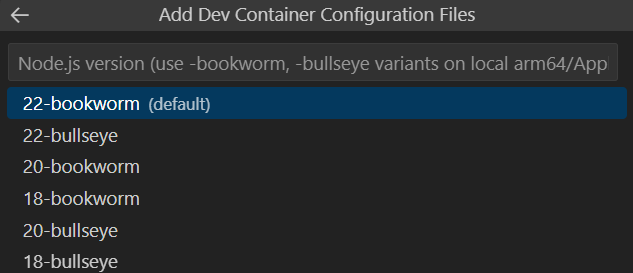 Add Dev Container Configuration Files
Node.js version (use -bookworm, -bullseye variants on local arm64/App
22-bookworm (default)
22-bullseye
20-bookworm
18-bookworm
20-bullseye
18-bullseye